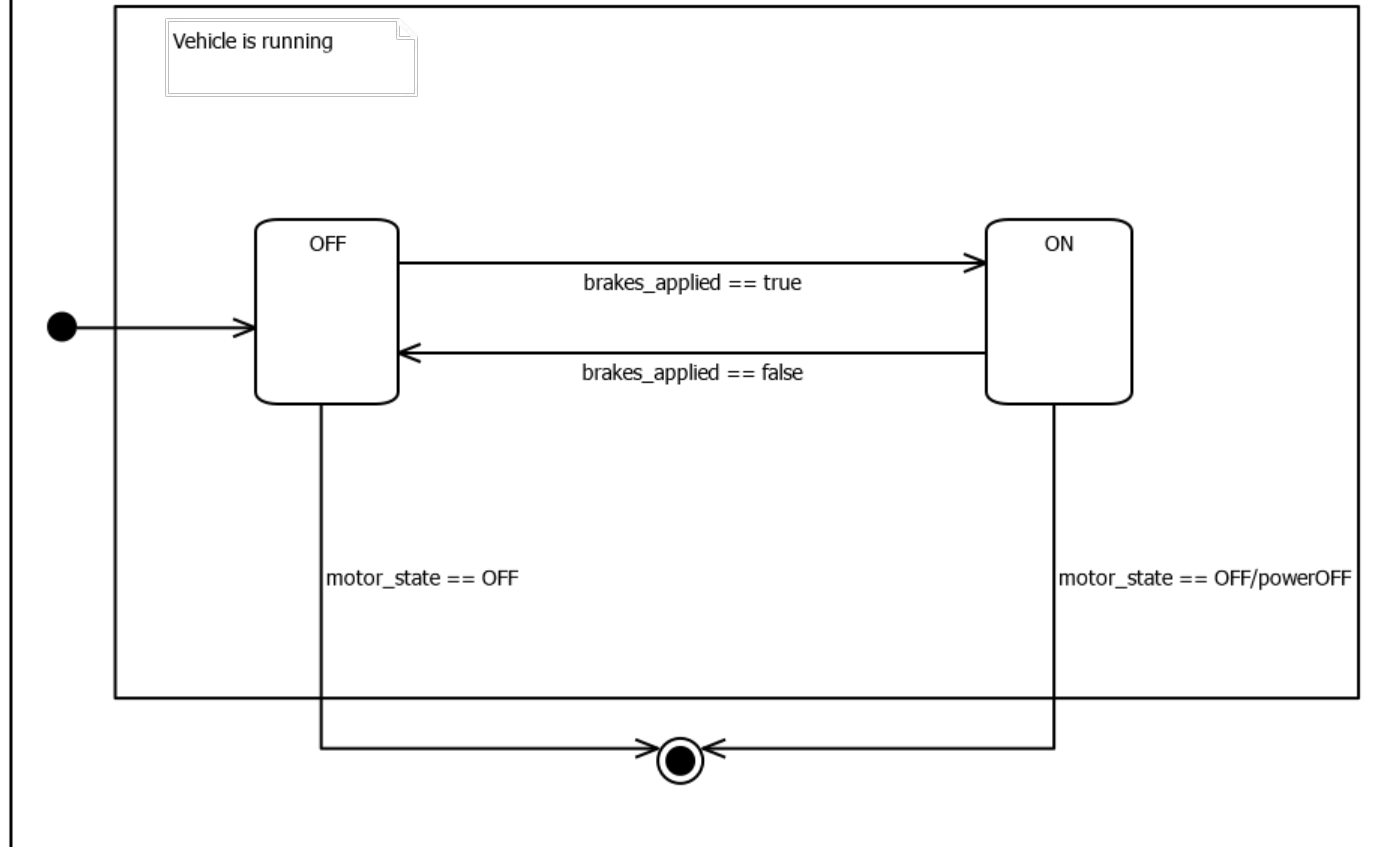 Vehicle is running
OFF
ON
brakes_applied == true
brakes_applied == false
motor_state == OFF
motor_state == OFF/powerOFF